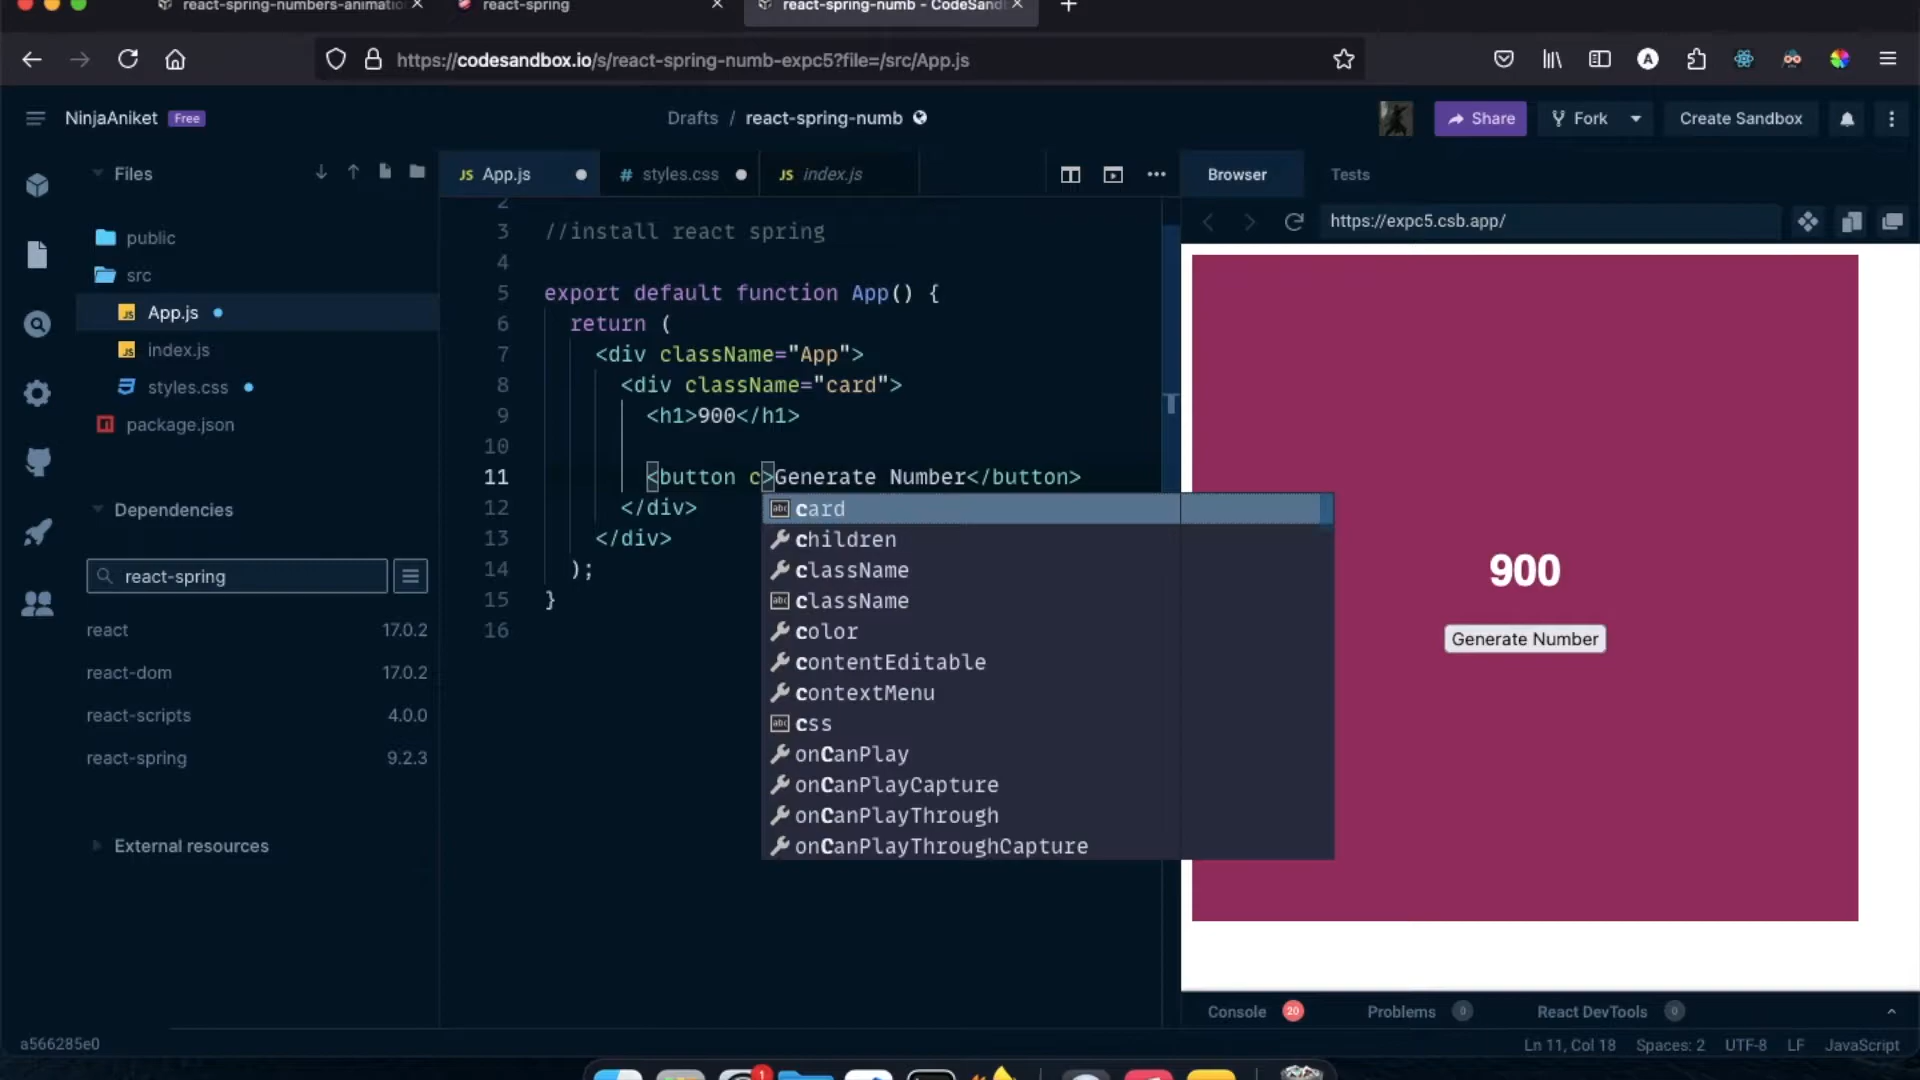 react-spring-numbers-animatio
react-spring
react-spring-numb - CodeSand
https://codesandbox.io/s/react-spring-numb-expc5?file=/src/App.js
NinjaAniket Free
Drafts / react-spring-numb
Share
Fork
Create Sandbox
Files
App.js
styles.css
index.js
Browser
Tests
https://expc5.csb.app/
public
src
App.js
index.js
styles.css
package.json
Dependencies
react-spring
react 17.0.2
react-dom 17.0.2
react-scripts 4.0.0
react-spring 9.2.3
External resources
2
3 //install react spring
4
5 export default function App() {
6 return (
7 <div className="App">
8 <div className="card">
9 <h1>900</h1>
10
11 <button c>Generate Number</button>
12 </div>
13 </div>
14 );
15 }
16
card
children
className
className
color
contentEditable
contextMenu
css
onCanPlay
onCanPlayCapture
onCanPlayThrough
onCanPlayThroughCapture
900
Generate Number
Console 20
Problems 0
React DevTools 0
a566285e0
Ln 11, Col 18 Spaces: 2 UTF-8 LF JavaScript
1